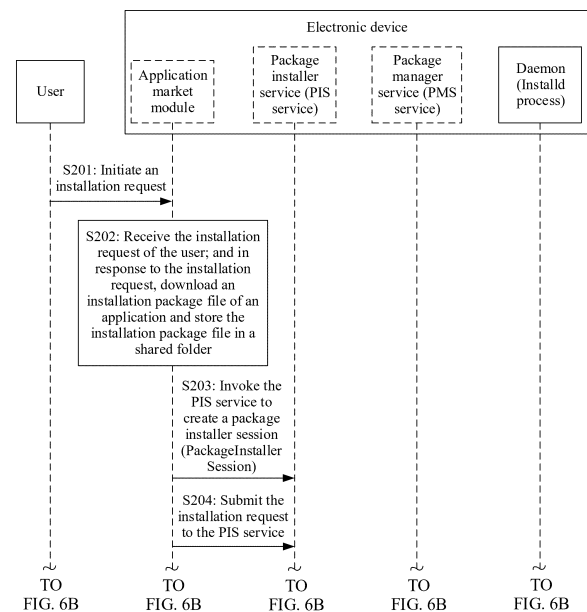 Electronic device
User
Application
market
module
Package
installer
service (PIS
service)
Package
manager
service (PMS
service)
Daemon
(Installd
process)
S201: Initiate an
installation request
S202: Receive the installation
request of the user; and in
response to the installation
request, download an
installation package file of an
application and store the
installation package file in a
shared folder
S203: Invoke the
PIS service to
create a package
installer session
(PackageInstaller
Session)
S204: Submit the
installation request
to the PIS service
TO
FIG. 6B
TO
FIG. 6B
TO
FIG. 6B
TO
FIG. 6B
TO
FIG. 6B